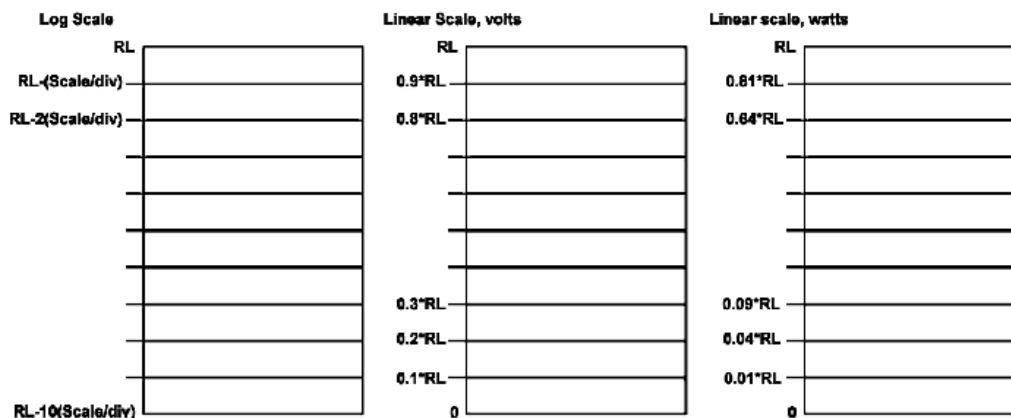 Log Scale
RL
RL-(Scale/div)
RL-2(Scale/div)
RL-10(Scale/div)
Linear Scale, volts
RL
0.9*RL
0.8*RL
0.3*RL
0.2*RL
0.1*RL
0
Linear scale, watts
RL
0.81*RL
0.64*RL
0.09*RL
0.04*RL
0.01*RL
0